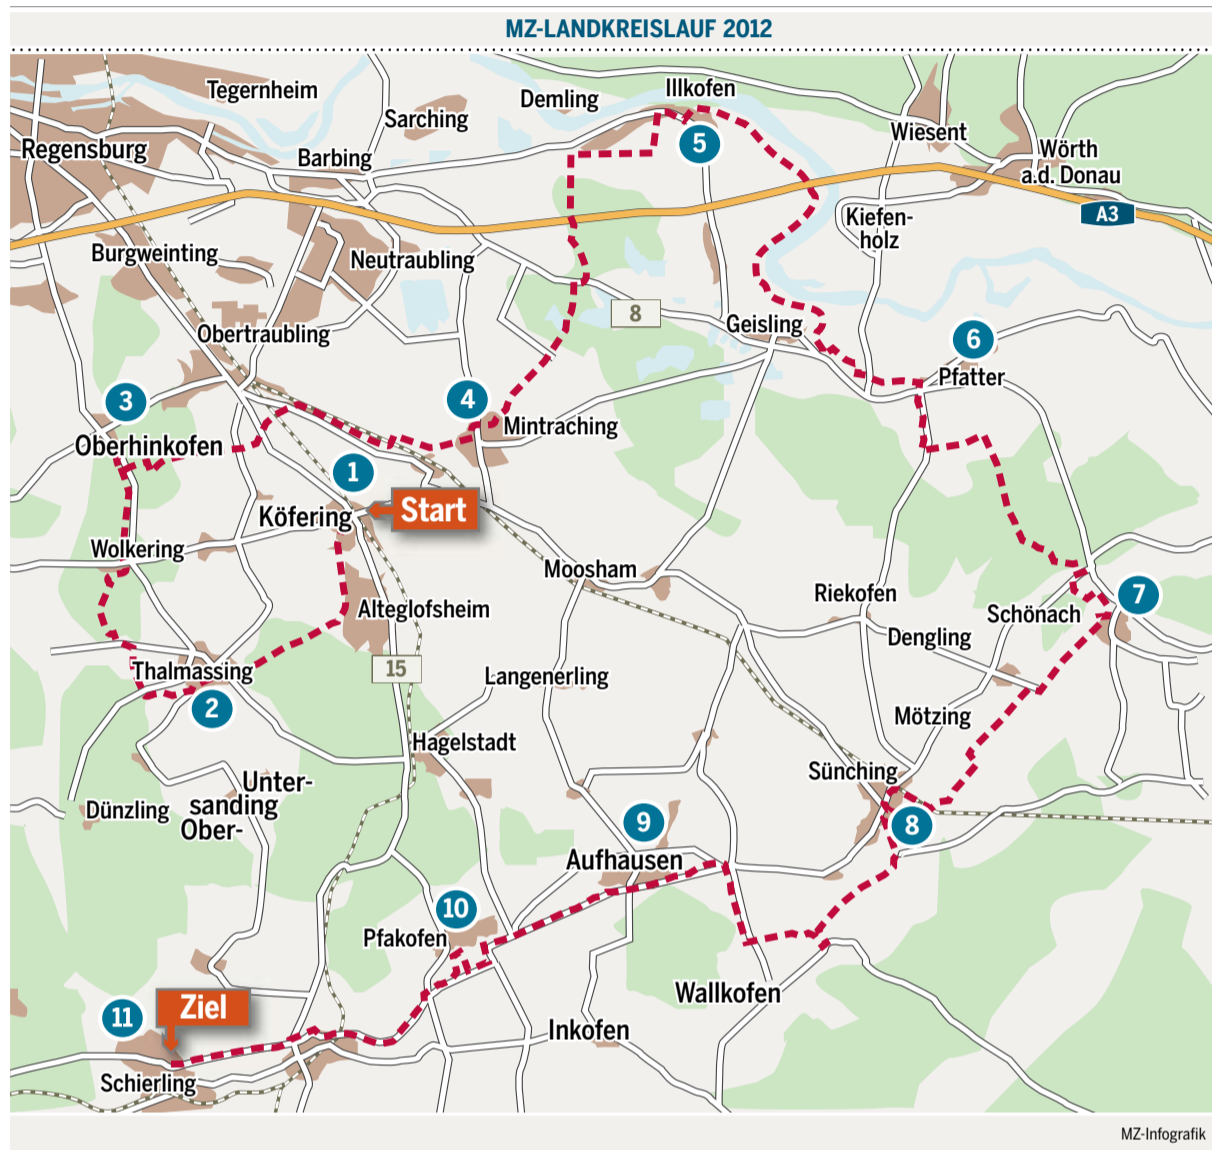 MZ-LANDKREISLAUF 2012
Tegernheim
Illkofen
Demling
Sarching
Wiesent
5
Regensburg
Barbing
Wörth
a.d. Donau
A3
Kiefen-
holz
Burgweinting
Neutraubling
8
Geisling
Obertraubling
6
Pfatter
3
4
Mintraching
Oberhinkofen
1
Start
Köfering
Wolkering
Moosham
Riekofen
7
Alteglofsheim
Schönach
Dengling
15
Thalmassing
Langenerling
2
Mötzing
Hagelstadt
Sünching
Unter-
sanding
Ober-
Dünzling
9
8
Aufhausen
10
Pfakofen
Wallkofen
11
Ziel
Inkofen
Schierling
MZ-Infografik